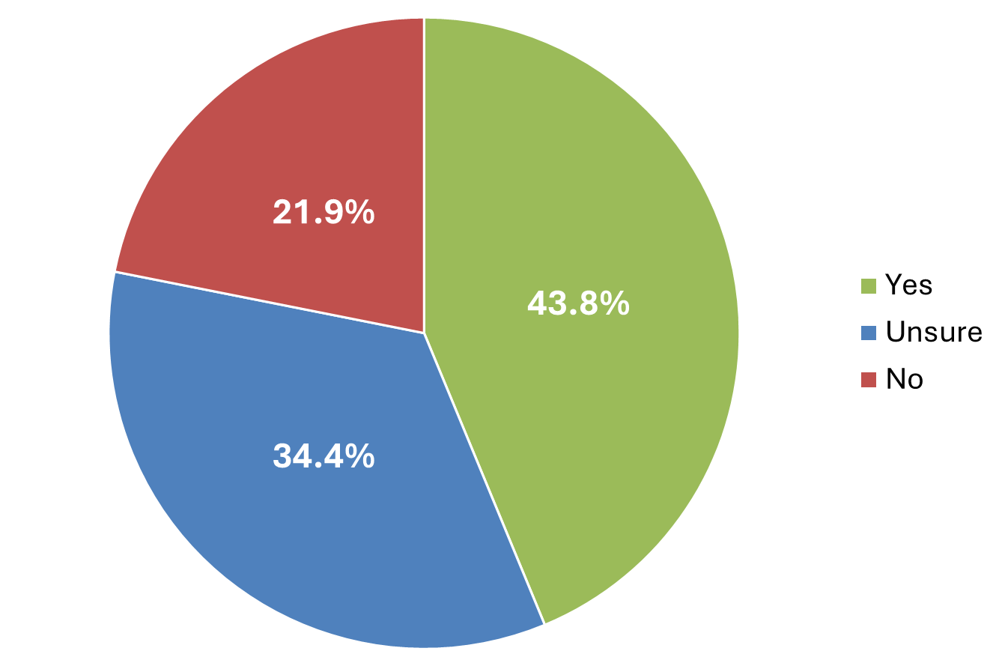 21.9%
43.8%
34.4%
Yes
Unsure
No